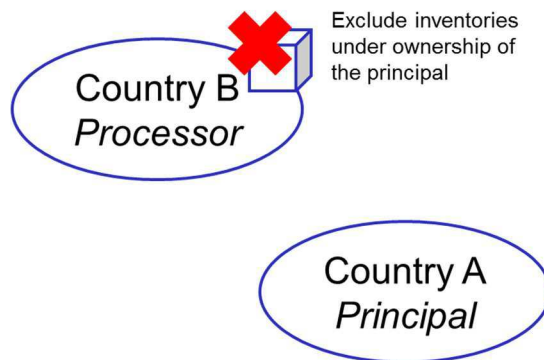 Exclude inventories
under ownership of
the principal
Country B
Processor
Country A
Principal